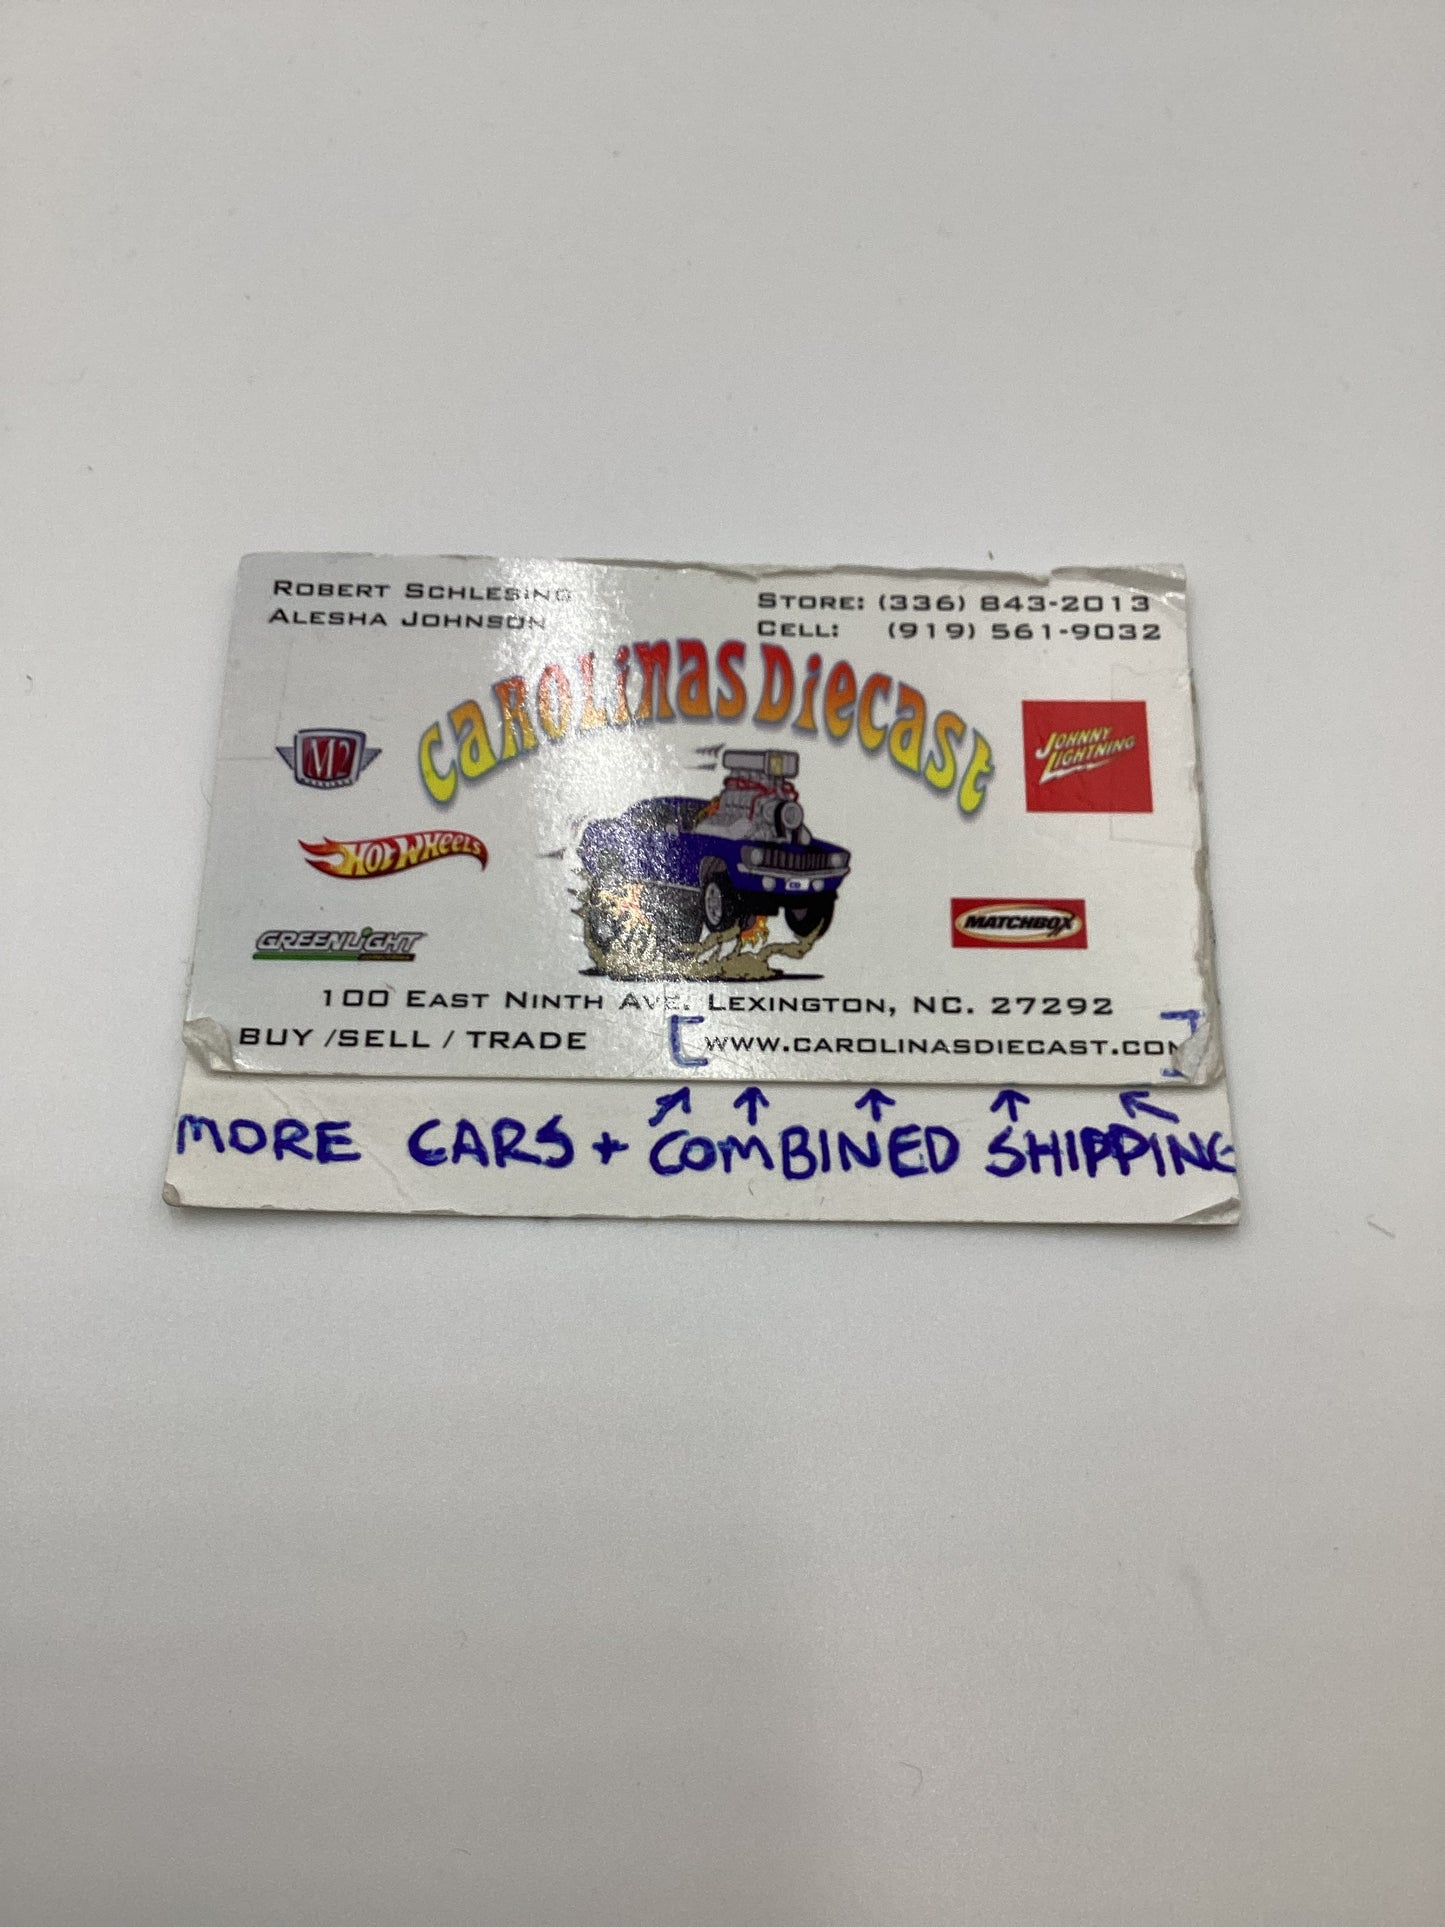 ROBERT SCHLESING
ALESHA JOHNSON
STORE: (336) 843-2013
CELL: (919) 561-9032
CAROLINAS DIECAST
M2
JOHNNY
LIGHTNING
HOT WHEELS
MATCHBOX
GREENLIGHT
100 EAST NINTH AVE. LEXINGTON, NC. 27292
BUY /SELL / TRADE [WWW.CAROLINASDIECAST.COM]
MORE CARS + COMBINED SHIPPING